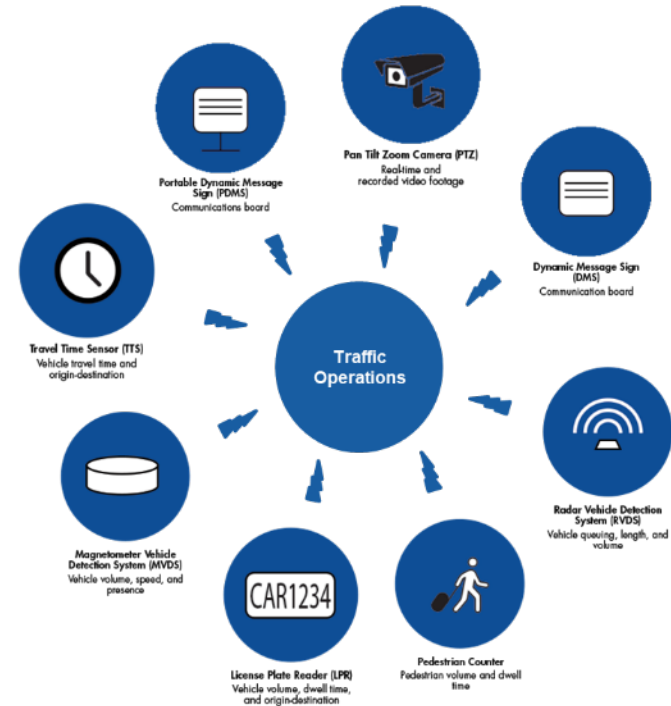 Pan Tilt Zoom Camera (PTZ)
Real-time and
recorded video footage
Portable Dynamic Message
Sign (PDMS)
Communications board
Dynamic Message Sign
(DMS)
Communication board
Travel Time Sensor (TTS)
Vehicle travel time and
origin-destination
Traffic
Operations
Radar Vehicle Detection
System (RVDS)
Vehicle queuing, length, and
volume
Magnetometer Vehicle
Detection System (MVDS)
Vehicle volume, speed, and
presence
CAR1234
License Plate Reader (LPR)
Vehicle volume, dwell time,
and origin-destination
Pedestrian Counter
Pedestrian volume and dwell
time